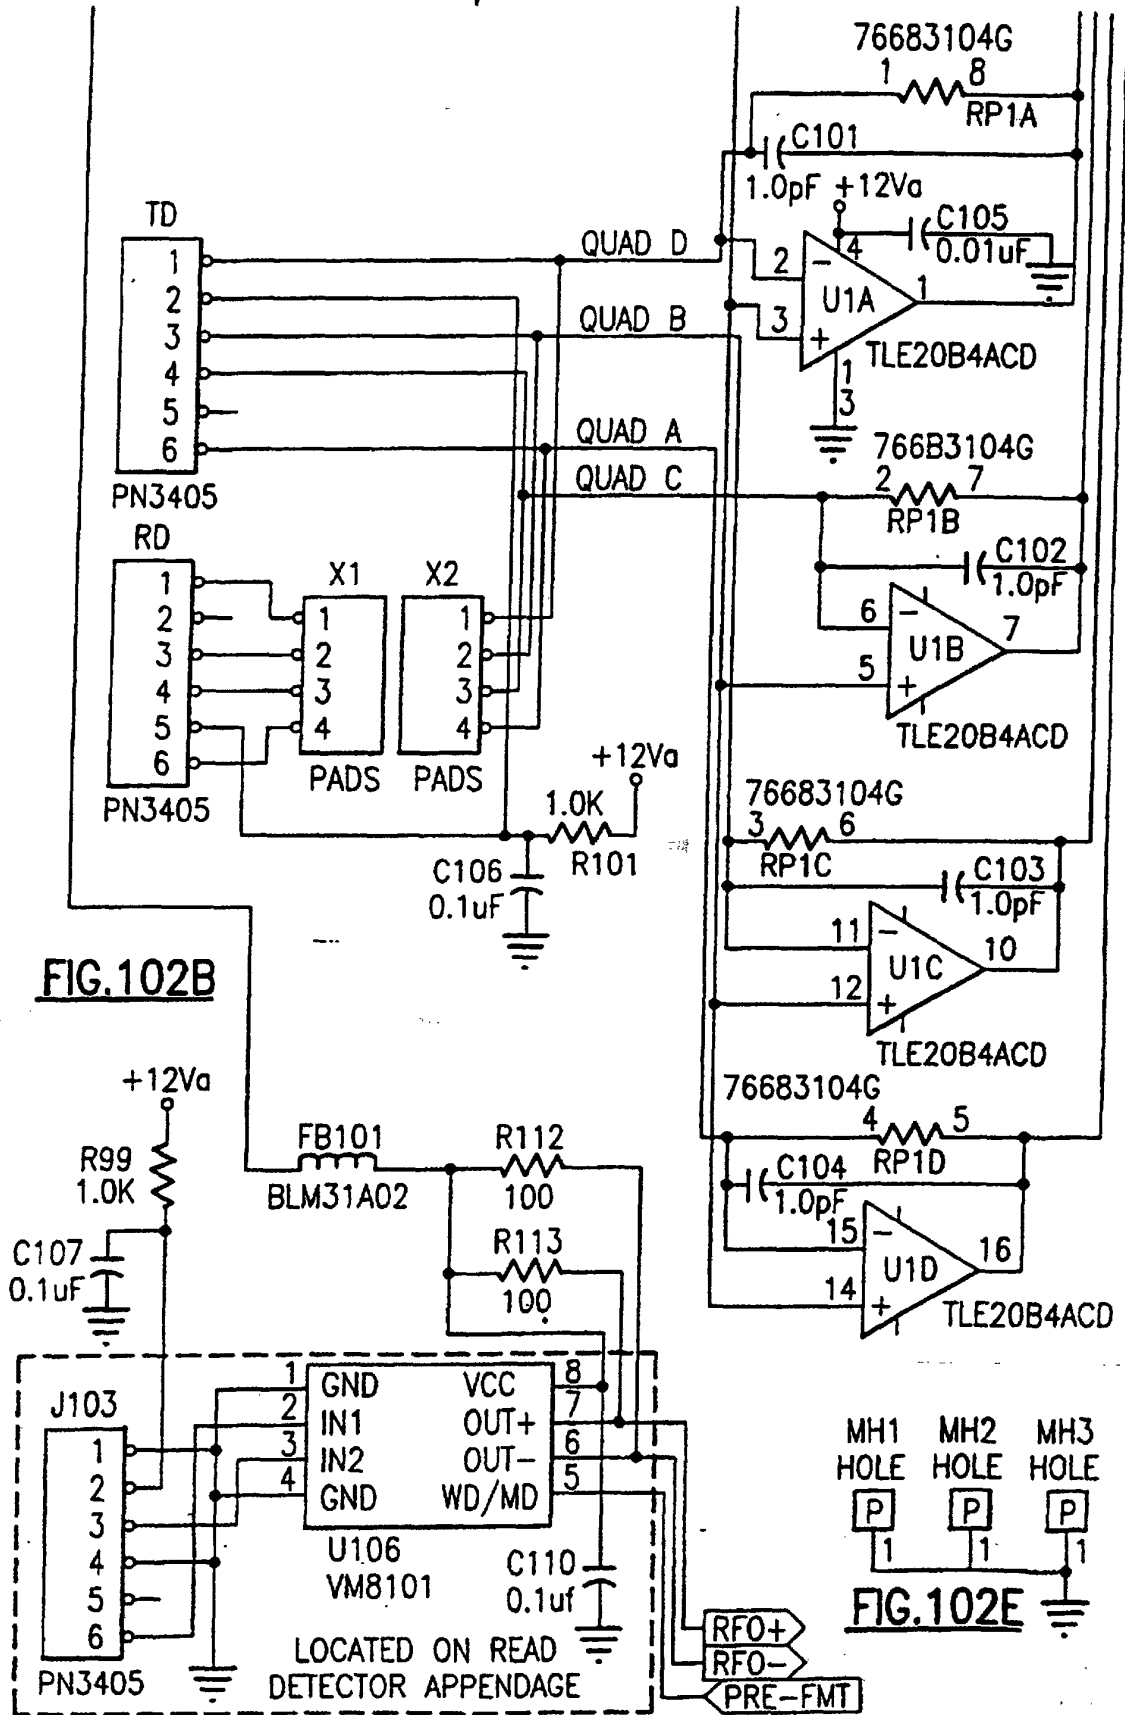 76683104G
1 8
RP1A
C101
1.0pF +12Va
C105
0.01uF
4
2 -
U1A 1
3 +
TLE20B4ACD
1
3
TD
1
2
3
4
5
6
PN3405
QUAD D
QUAD B
QUAD A
QUAD C
766B3104G
2 7
RP1B
C102
1.0pF
6 -
U1B 7
5 +
TLE20B4ACD
RD
1
2
3
4
5
6
PN3405
X1
1
2
3
4
PADS
X2
1
2
3
4
PADS
+12Va
1.0K
R101
C106
0.1uF
76683104G
3 6
RP1C
C103
1.0pF
11 -
U1C 10
12 +
TLE20B4ACD
FIG.102B
76683104G
4 5
RP1D
C104
1.0pF
15 -
U1D 16
14 +
TLE20B4ACD
+12Va
R99
1.0K
C107
0.1uF
FB101
BLM31A02
R112
100
R113
100
J103
1
2
3
4
5
6
PN3405
1 GND VCC 8
2 IN1 OUT+ 7
3 IN2 OUT- 6
4 GND WD/MD 5
U106
VM8101
C110
0.1uf
LOCATED ON READ
DETECTOR APPENDAGE
RFO+
RFO-
PRE-FMT
MH1 MH2 MH3
HOLE HOLE HOLE
P P P
1 1 1
FIG.102E